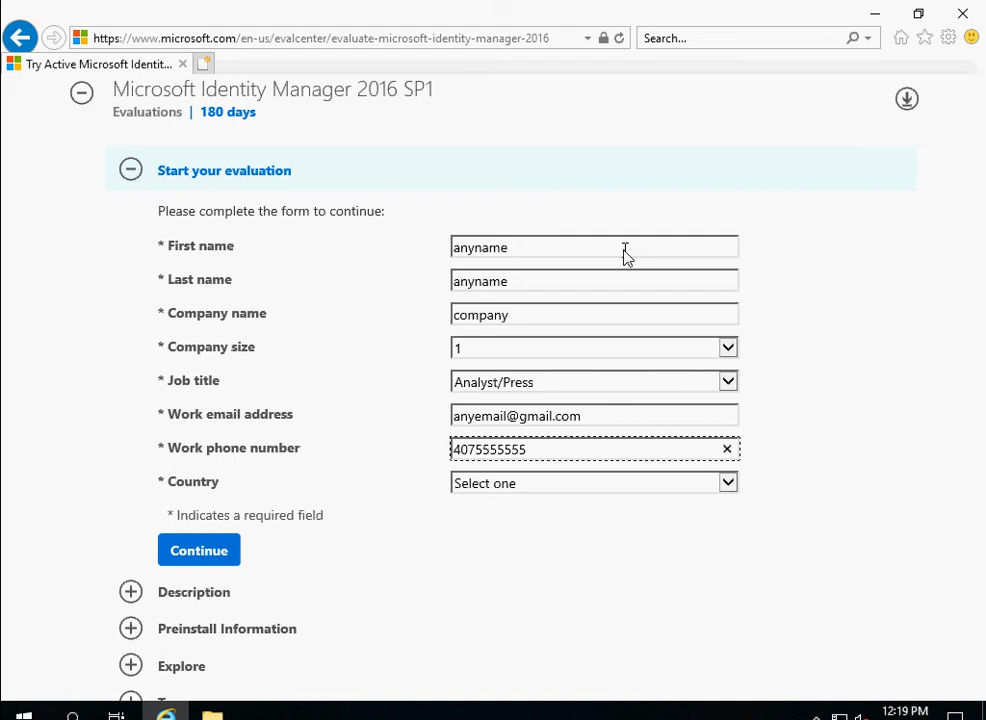 https://www.microsoft.com/en-us/evalcenter/evaluate-microsoft-identity-manager-2016
Search...
Try Active Microsoft Identit...
Microsoft Identity Manager 2016 SP1
Evaluations | 180 days
Start your evaluation
Please complete the form to continue:
* First name anyname
* Last name anyname
* Company name company
* Company size 1
* Job title Analyst/Press
* Work email address anyemail@gmail.com
* Work phone number 4075555555
* Country Select one
* Indicates a required field
Continue
Description
Preinstall Information
Explore
12:19 PM